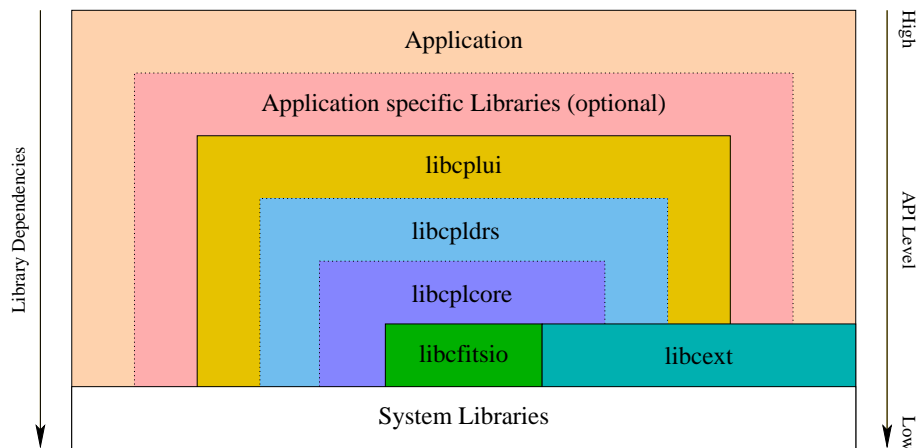 High
Application
Application specific Libraries (optional)
libcplui
Library Dependencies
API Level
libcpldrs
libcplcore
libcfitsio
libcext
System Libraries
Low